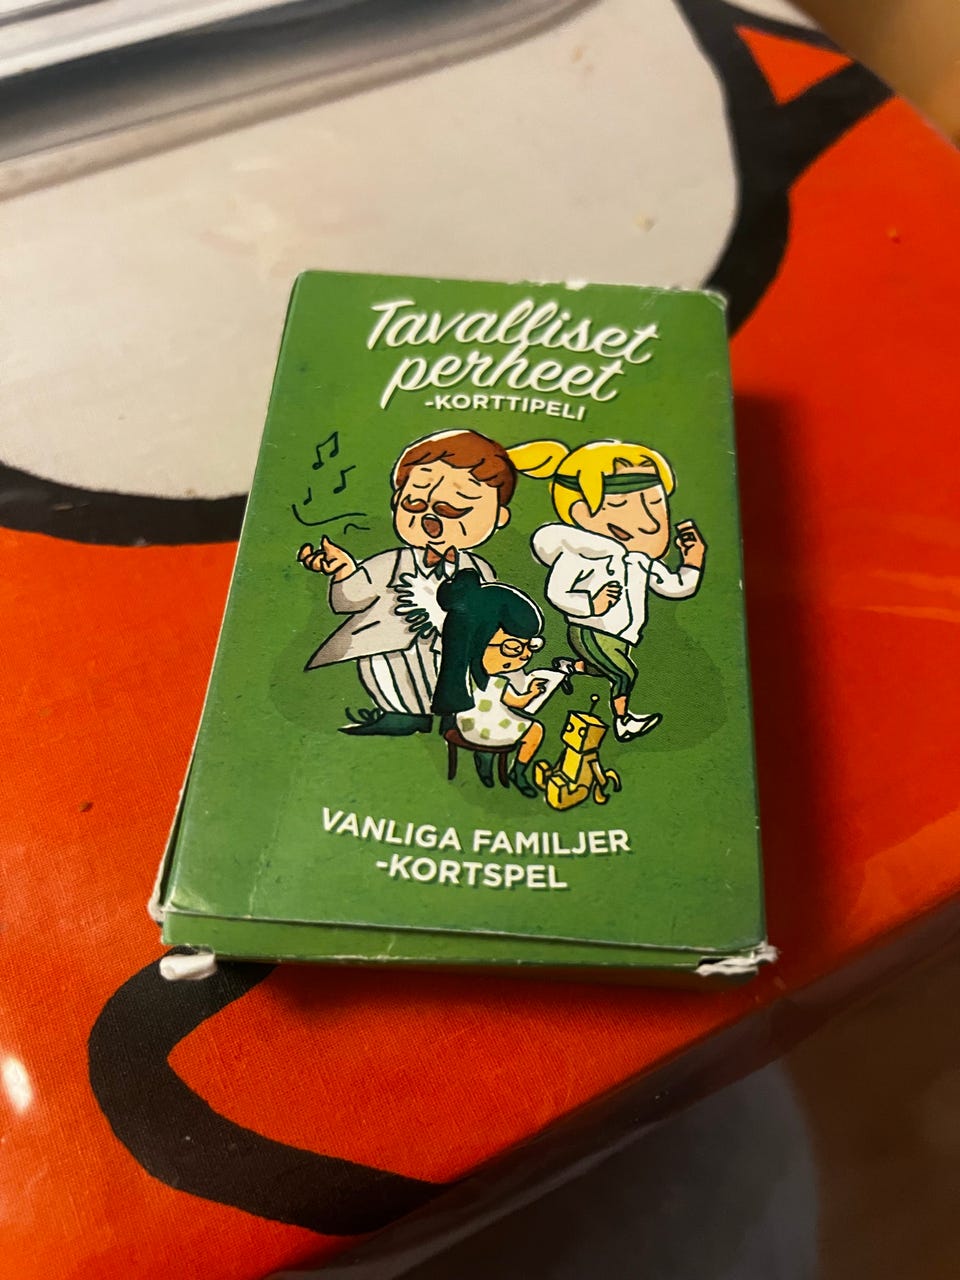 Tavalliset
perheet
-KORTTIPELI
VANLIGA FAMILJER
-KORTSPEL